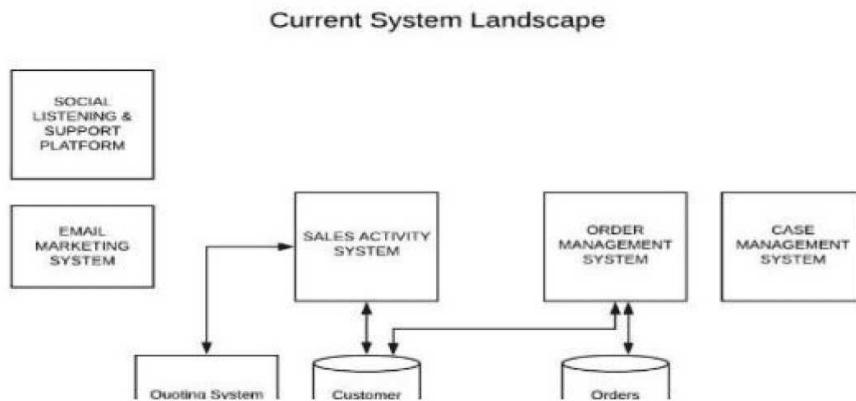 Current System Landscape
SOCIAL
LISTENING &
SUPPORT
PLATFORM
EMAIL
MARKETING
SYSTEM
SALES ACTIVITY
SYSTEM
ORDER
MANAGEMENT
SYSTEM
CASE
MANAGEMENT
SYSTEM
Quoting System
Customer
Orders